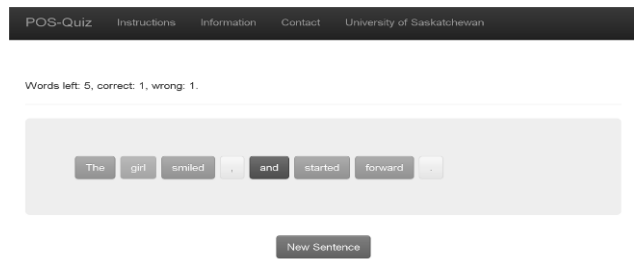 POS-Quiz Instructions Information Contact University of Saskatchewan
Words left: 5, correct: 1, wrong: 1.
The girl smiled , and started forward .
New Sentence